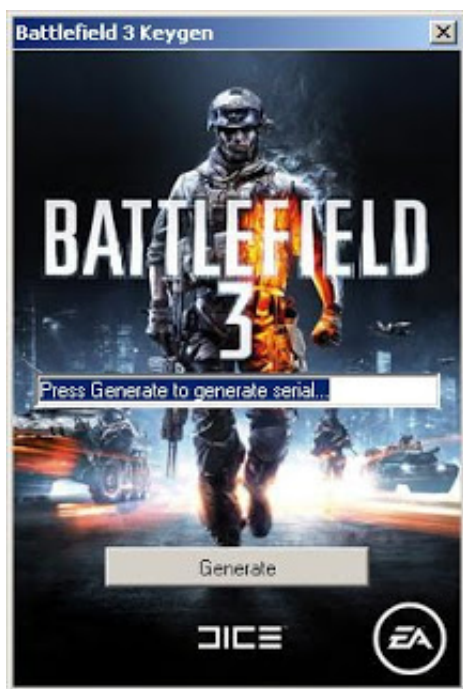 Battlefield 3 Keygen
BATTLEFIELD
3
Press Generate to generate serial...
Generate
DICE
EA